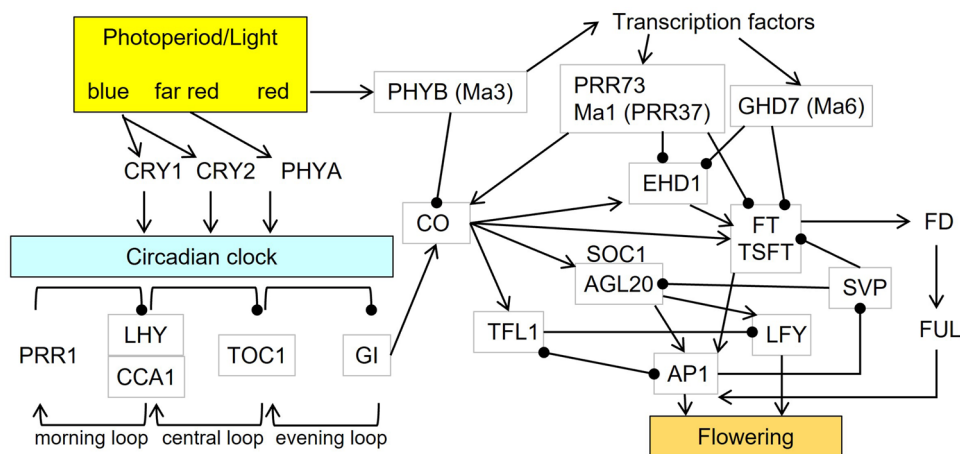 Photoperiod/Light
blue far red red
Transcription factors
PHYB (Ma3)
PRR73
Ma1 (PRR37)
GHD7 (Ma6)
CRY1 CRY2 PHYA
EHD1
CO
FT
TSFT
FD
Circadian clock
SOC1
AGL20
SVP
PRR1
LHY
CCA1
TOC1
GI
TFL1
LFY
FUL
AP1
morning loop central loop evening loop
Flowering